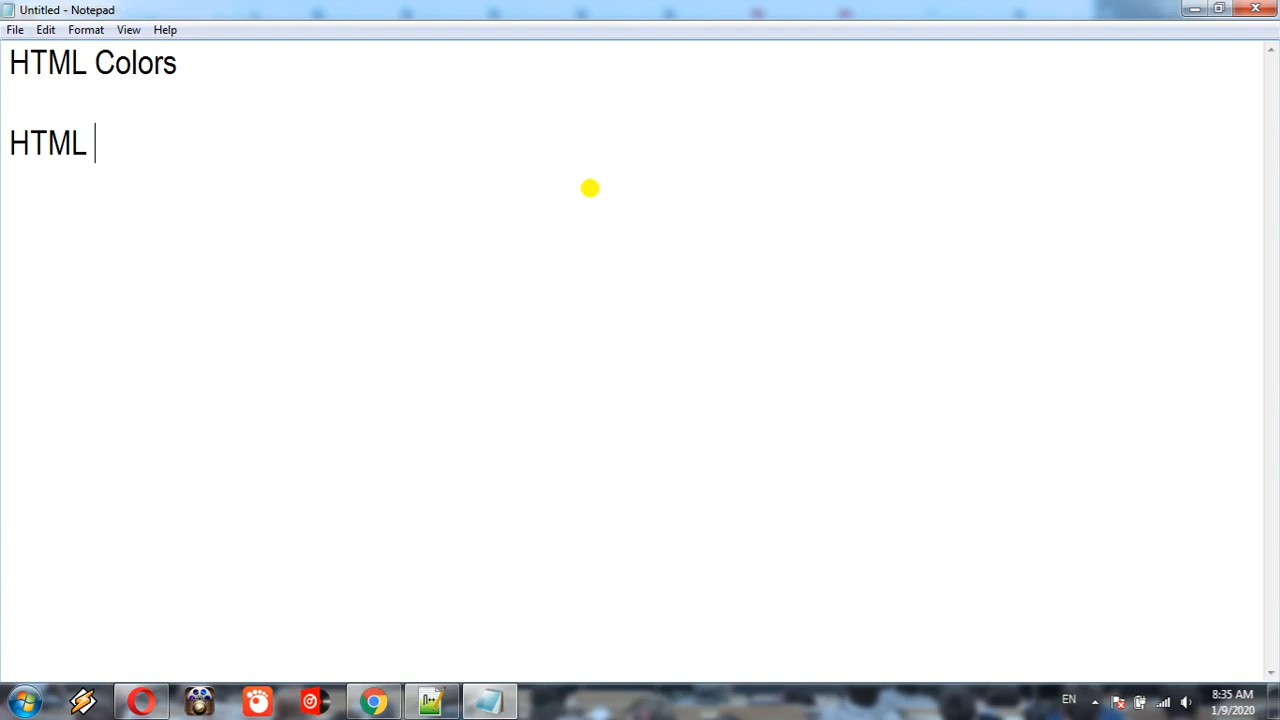 Untitled - Notepad
File Edit Format View Help
HTML Colors
HTML
EN
8:35 AM
1/9/2020